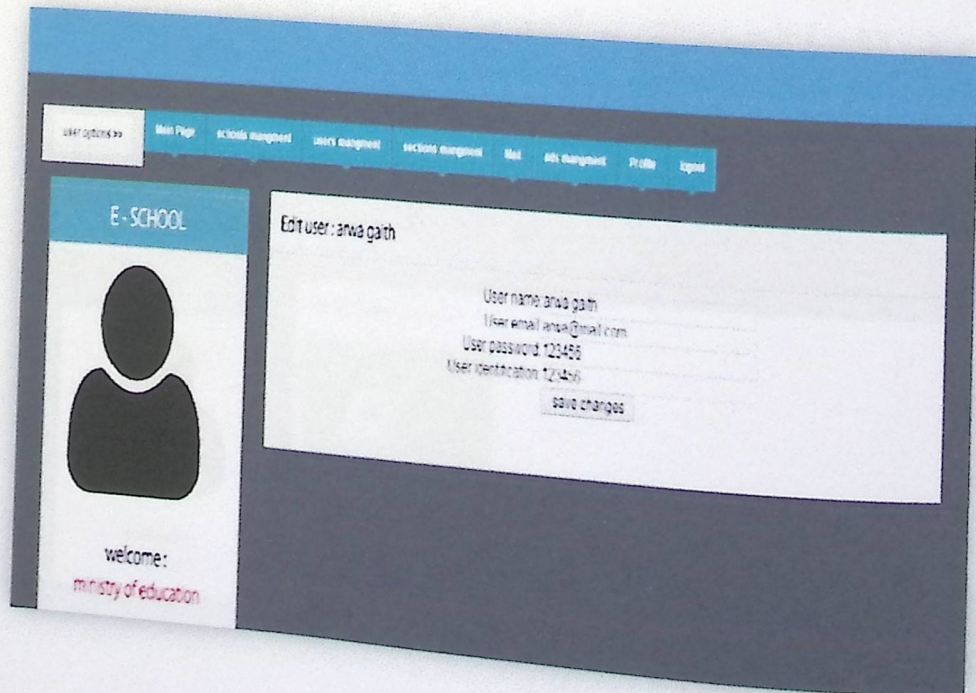 user options >>
Main Page schools mangment users mangment sections mangment Mail ads mangment Profile logout
E - SCHOOL
Edit user : arwa gaith
User name: arwa gaith
User email: arwa@mail.com
User password: 123456
User identification: 123456
save changes
welcome :
ministry of education